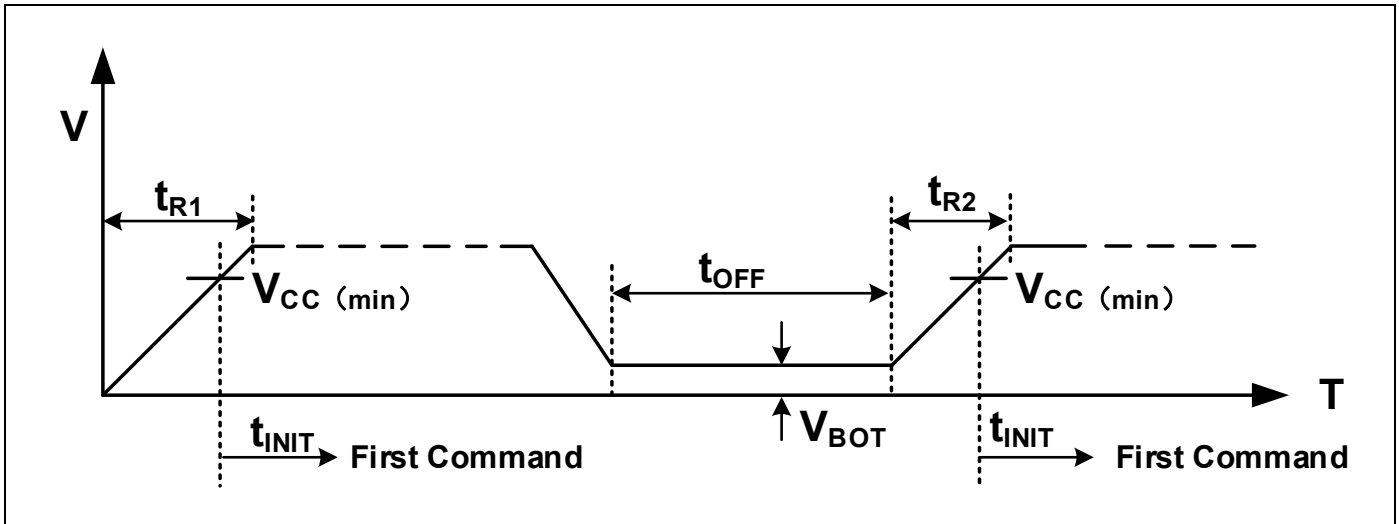 V
tR1
tR2
tOFF
VCC（min）
VCC（min）
T
VBOT
tINIT
First Command
tINIT
First Command